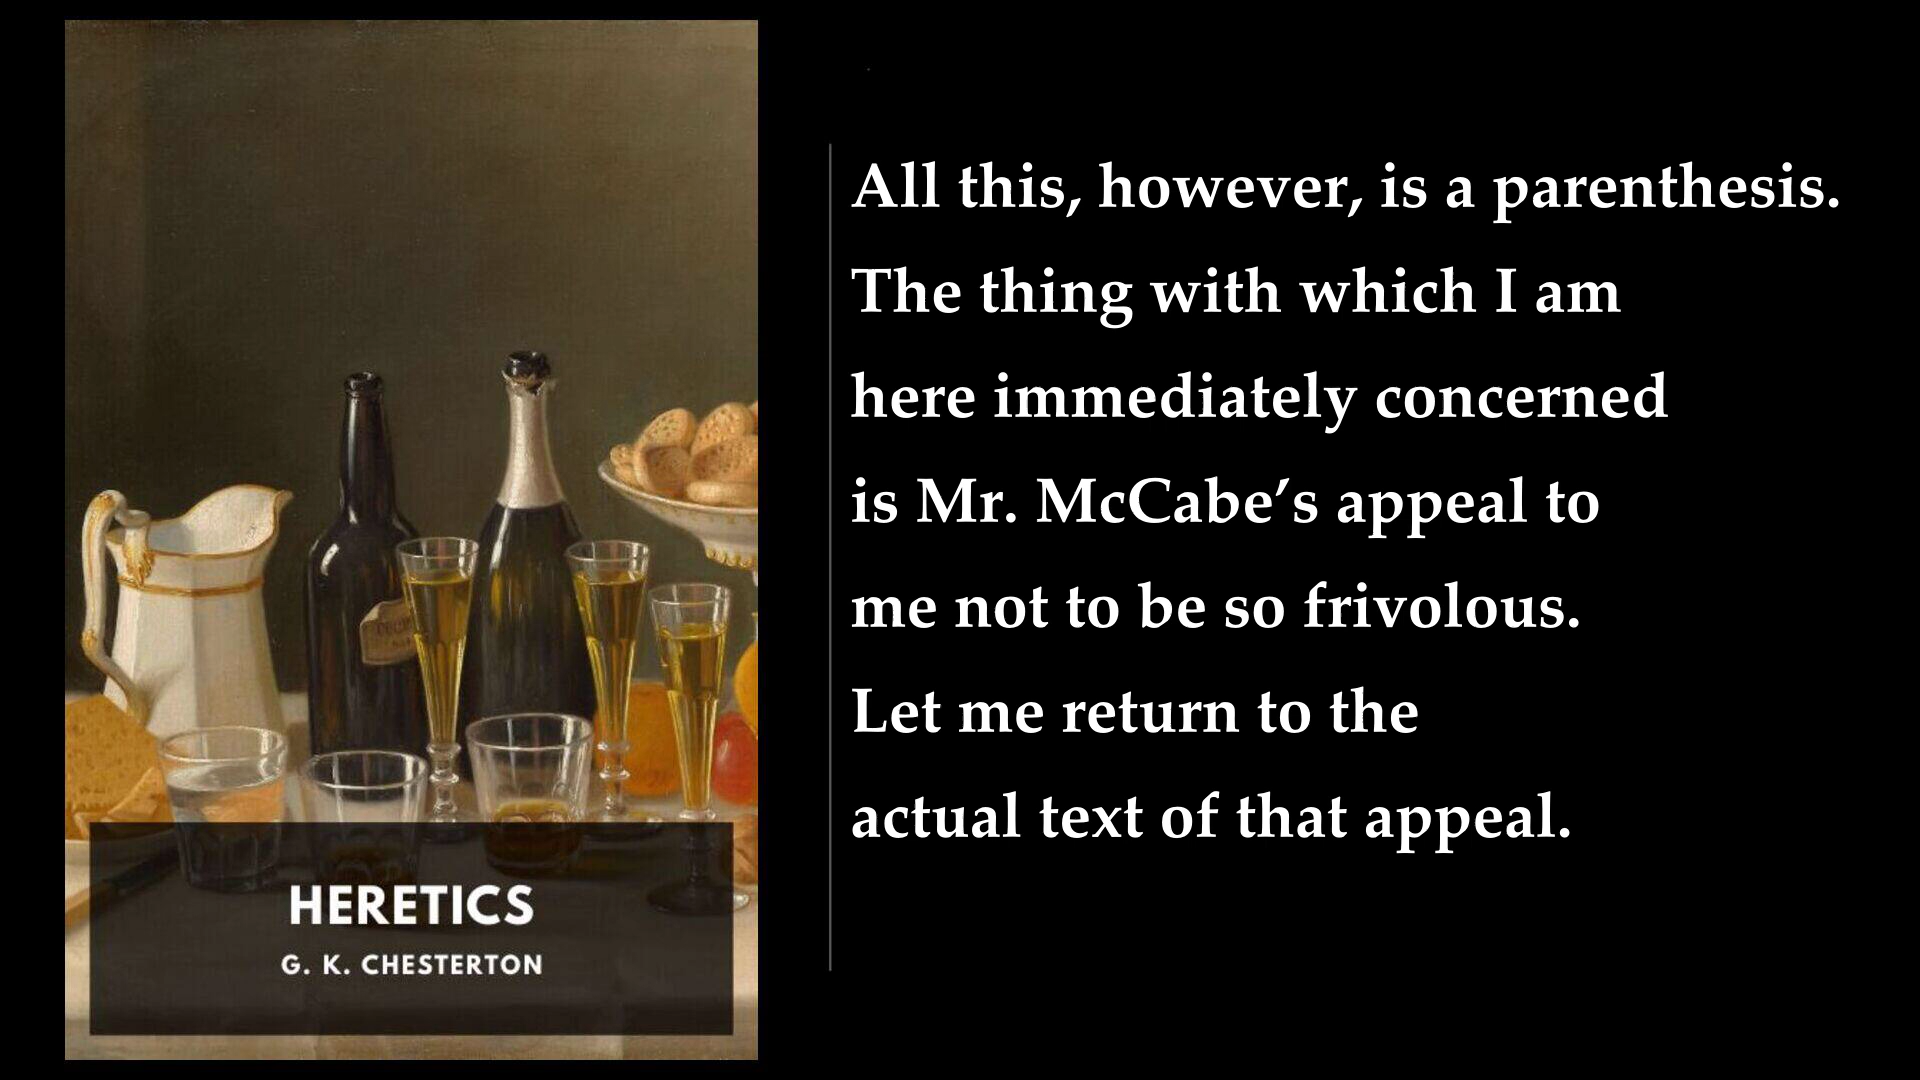 All this, however, is a parenthesis.
The thing with which I am
here immediately concerned
is Mr. McCabe’s appeal to
me not to be so frivolous.
Let me return to the
actual text of that appeal.
HERETICS
G. K. CHESTERTON